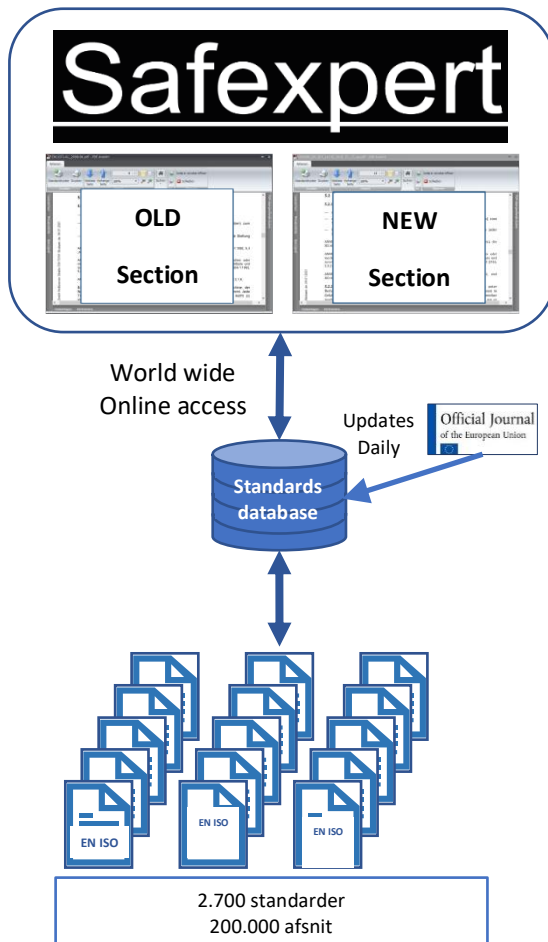 Safexpert
OLD
Section
NEW
Section
World wide
Online access
Updates
Daily
Official Journal
of the European Union
Standards
database
EN ISO
EN ISO
EN ISO
2.700 standarder
200.000 afsnit